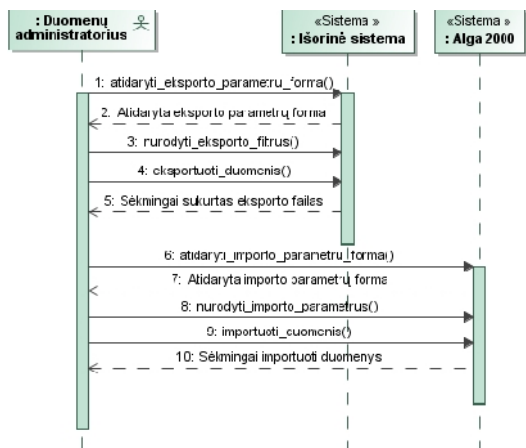 : Duomenų
administratorius
«Sistema »
: Išorinė sistema
«Sistema »
: Alga 2000
1: atidaryti_eksporto_parametru_forma()
2: Atidaryta eksporto parametrų forma
3: nurodyti_eksporto_fitrus()
4: eksportuoti_duomenis()
5: Sėkmingai sukurtas eksporto failas
6: atidaryti_importo_parametru_forma()
7: Atidaryta importo parametrų forma
8: nurodyti_importo_parametrus()
9: importuoti_duomenis()
10: Sėkmingai importuoti duomenys